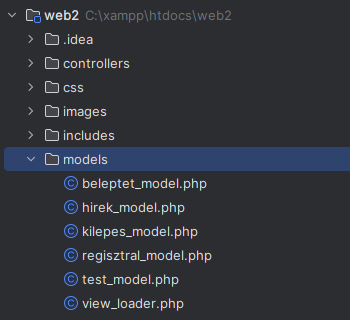 web2 C:\xampp\htdocs\web2
.idea
controllers
css
images
includes
models
beleptet_model.php
hirek_model.php
kilepes_model.php
regisztral_model.php
test_model.php
view_loader.php